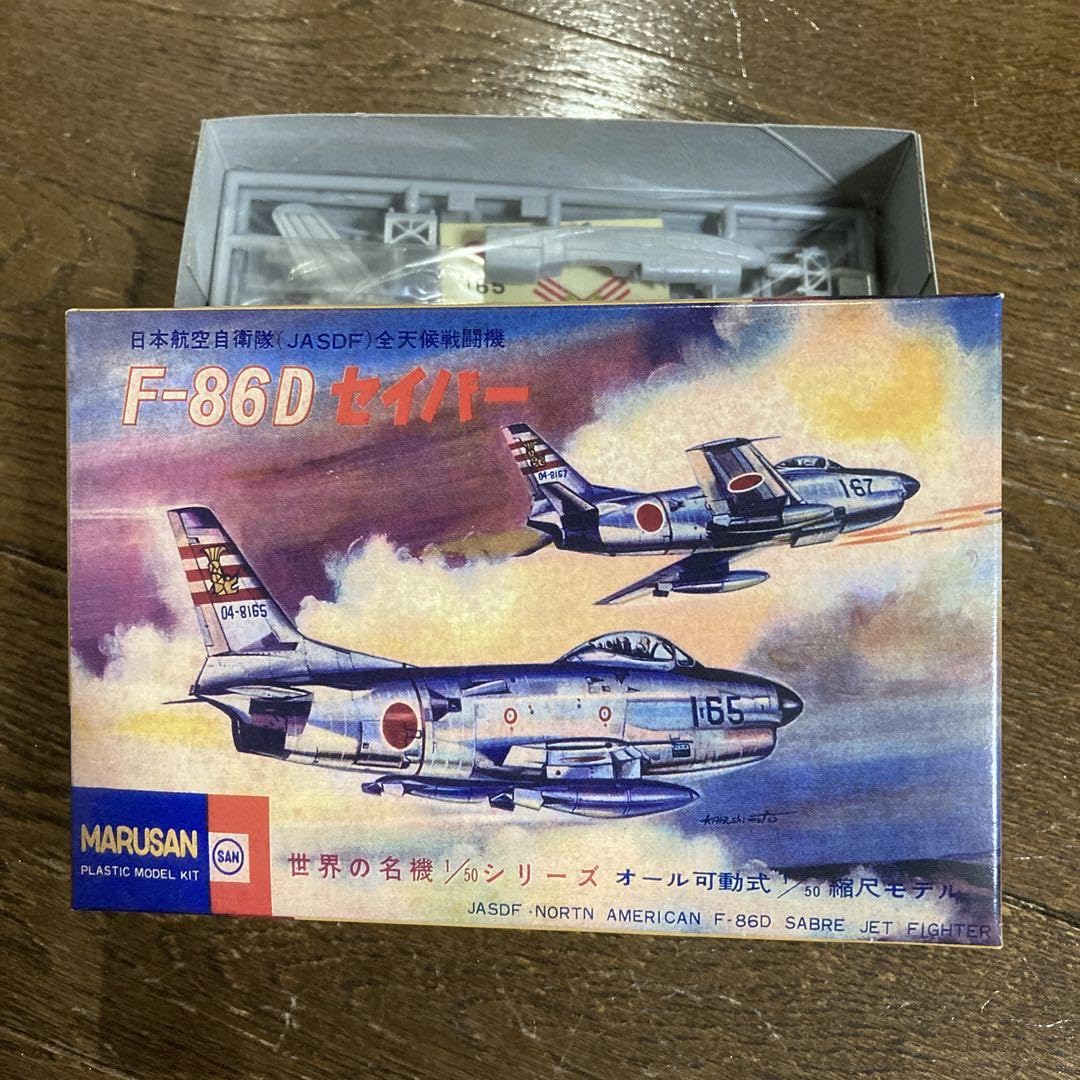 165
日本航空自衛隊(JASDF)全天候戦闘機
F-86D セイバー
04-8167
167
04-8165
165
K.Hashimoto
MARUSAN
PLASTIC MODEL KIT
SAN
世界の名機 1/50 シリーズ オール可動式 1/50 縮尺モデル
JASDF・NORTN AMERICAN F-86D SABRE JET FIGHTER